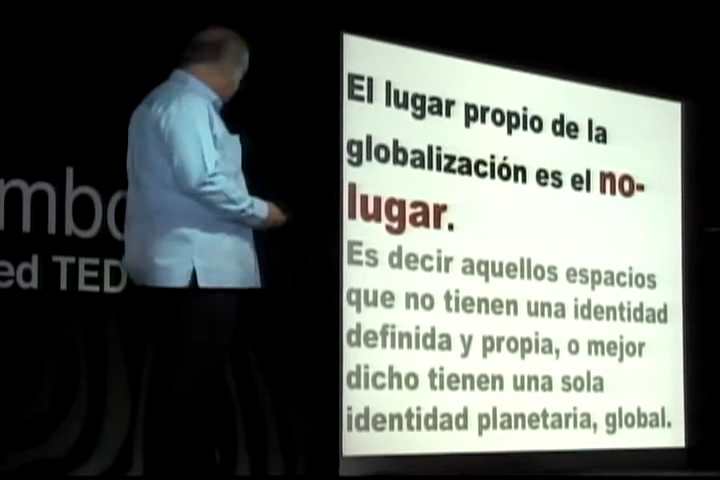 mbo
ed TED
El lugar propio de la
globalización es el no-
lugar.
Es decir aquellos espacios
que no tienen una identidad
definida y propia, o mejor
dicho tienen una sola
identidad planetaria, global.